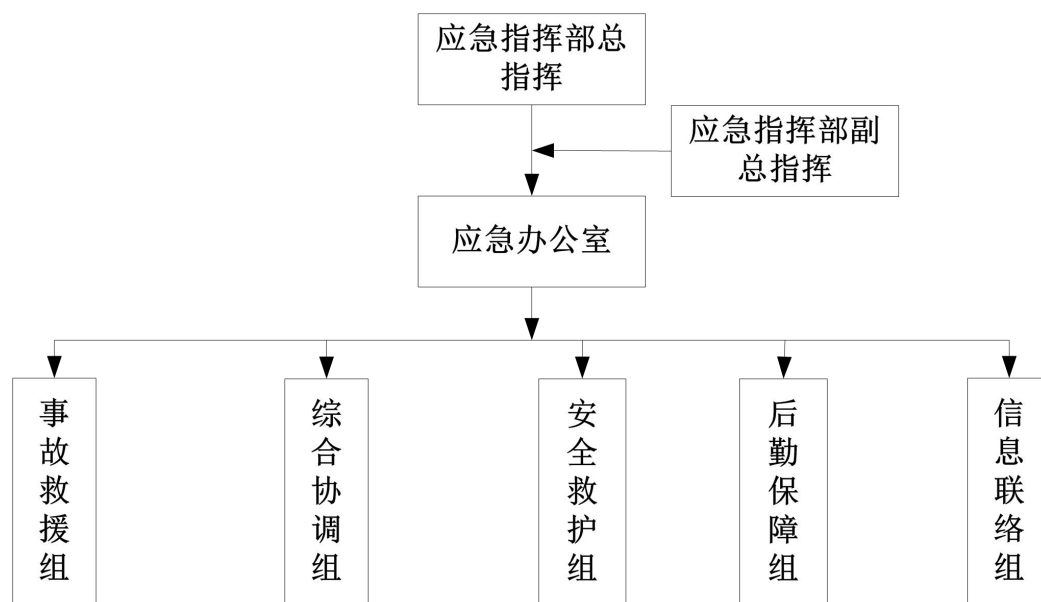 应急指挥部总
指挥
应急指挥部副
总指挥
应急办公室
事故救援组
综合协调组
安全救护组
后勤保障组
信息联络组